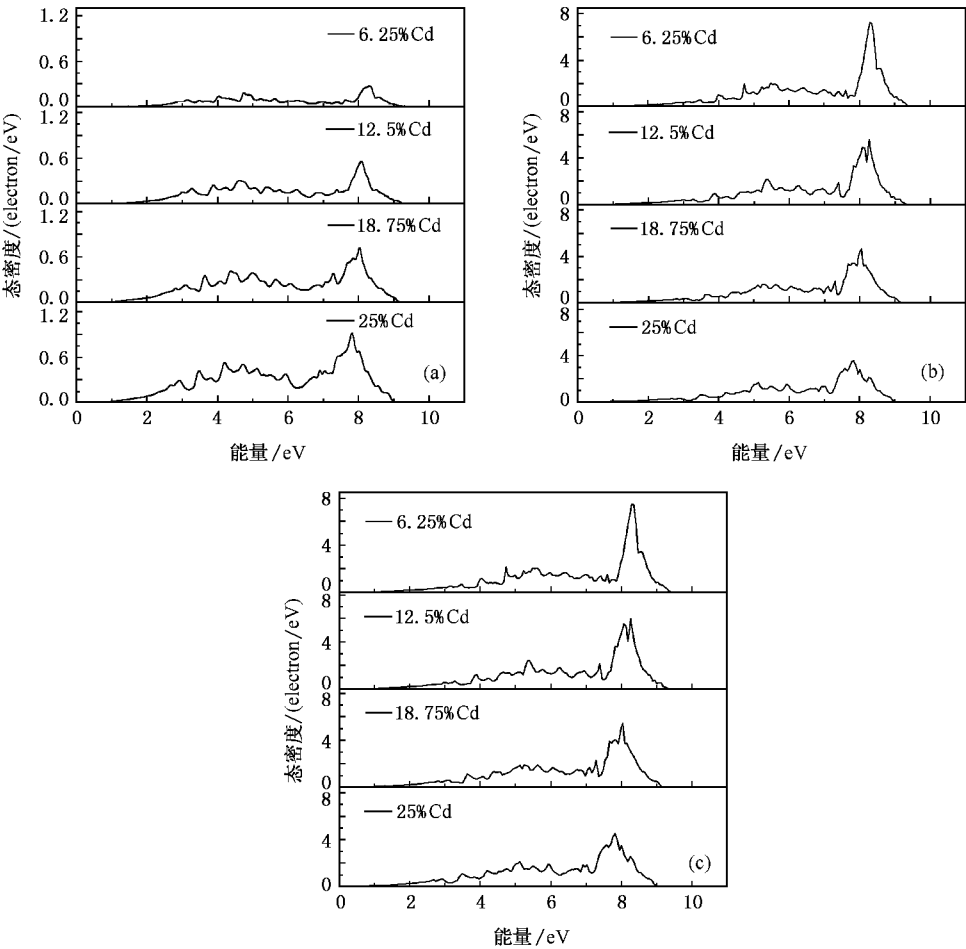 1.2
0.6
0.0
6.25%Cd
1.2
0.6
0.0
12.5%Cd
1.2
0.6
0.0
18.75%Cd
1.2
0.6
0.0
25%Cd
(a)
0 2 4 6 8 10
态密度/(electron/eV)
能量/eV
8
4
0
6.25%Cd
8
4
0
12.5%Cd
8
4
0
18.75%Cd
8
4
0
25%Cd
(b)
0 2 4 6 8 10
态密度/(electron/eV)
能量/eV
8
4
0
6.25%Cd
8
4
0
12.5%Cd
8
4
0
18.75%Cd
8
4
0
25%Cd
(c)
0 2 4 6 8 10
态密度/(electron/eV)
能量/eV